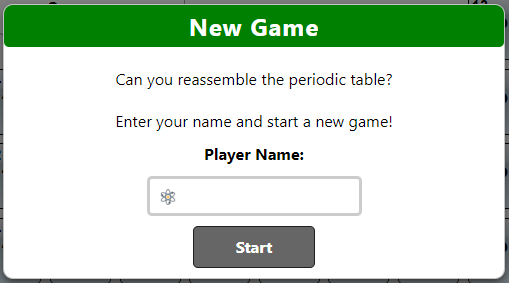 New Game
Can you reassemble the periodic table?
Enter your name and start a new game!
Player Name:
Start